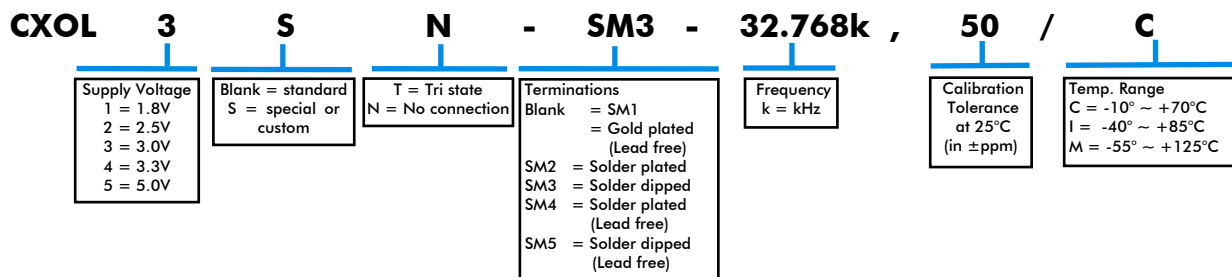 CXOL 3 S N - SM3 - 32.768k , 50 / C
Supply Voltage
1 = 1.8V
2 = 2.5V
3 = 3.0V
4 = 3.3V
5 = 5.0V
Blank = standard
S = special or
custom
T = Tri state
N = No connection
Terminations
Blank = SM1
= Gold plated
(Lead free)
SM2 = Solder plated
SM3 = Solder dipped
SM4 = Solder plated
(Lead free)
SM5 = Solder dipped
(Lead free)
Frequency
k = kHz
Calibration
Tolerance
at 25°C
(in ±ppm)
Temp. Range
C = -10° ~ +70°C
I = -40° ~ +85°C
M = -55° ~ +125°C